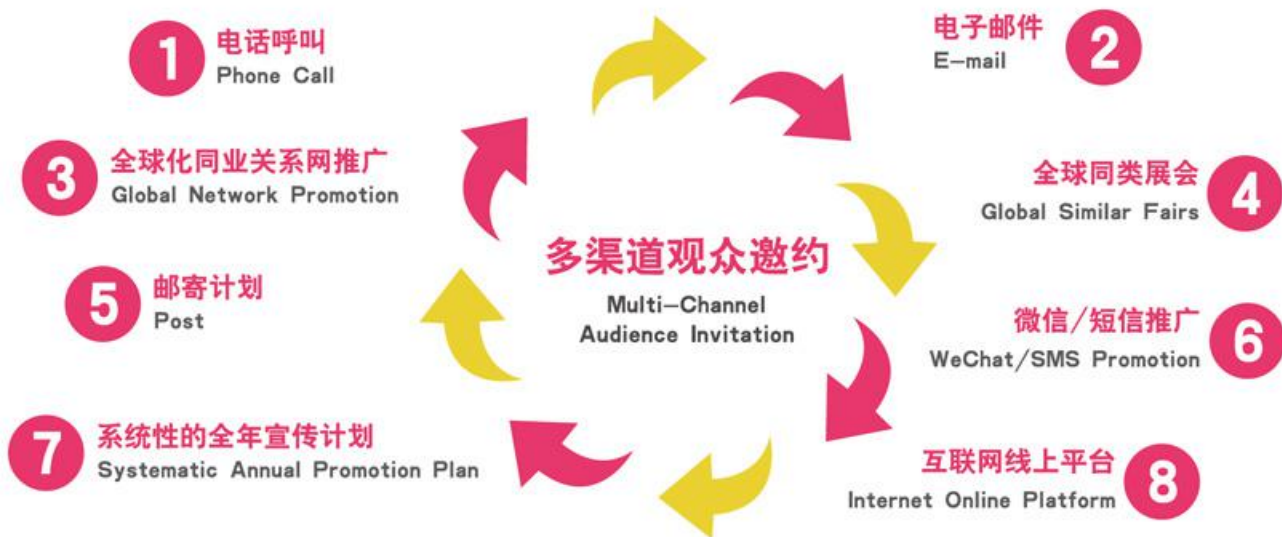 1
电话呼叫
Phone Call
电子邮件
E-mail
2
3
全球化同业关系网推广
Global Network Promotion
全球同类展会
Global Similar Fairs
4
多渠道观众邀约
Multi-Channel
Audience Invitation
5
邮寄计划
Post
微信/短信推广
WeChat/SMS Promotion
6
7
系统性的全年宣传计划
Systematic Annual Promotion Plan
互联网线上平台
Internet Online Platform
8